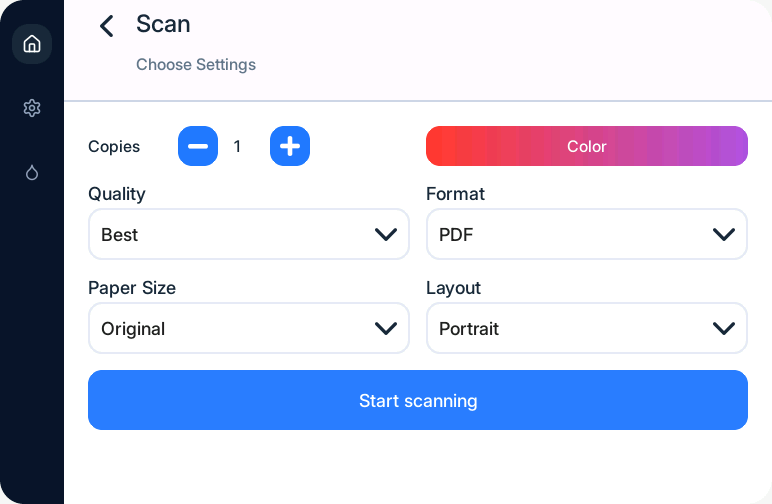 Scan
Choose Settings
Copies 1 Color
Quality Format
Best PDF
Paper Size Layout
Original Portrait
Start scanning